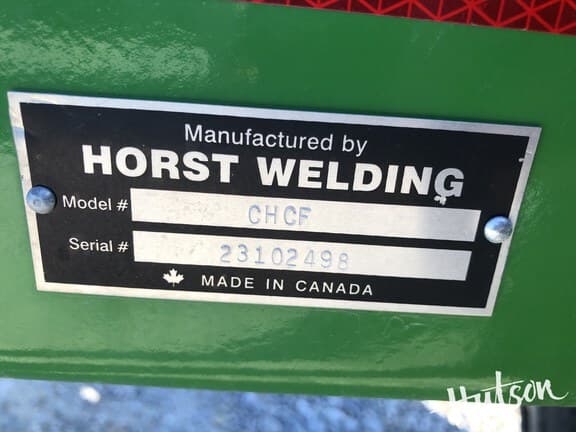 Manufactured by
HORST WELDING
Model # CHCF
Serial # 23102498
MADE IN CANADA
Hutson